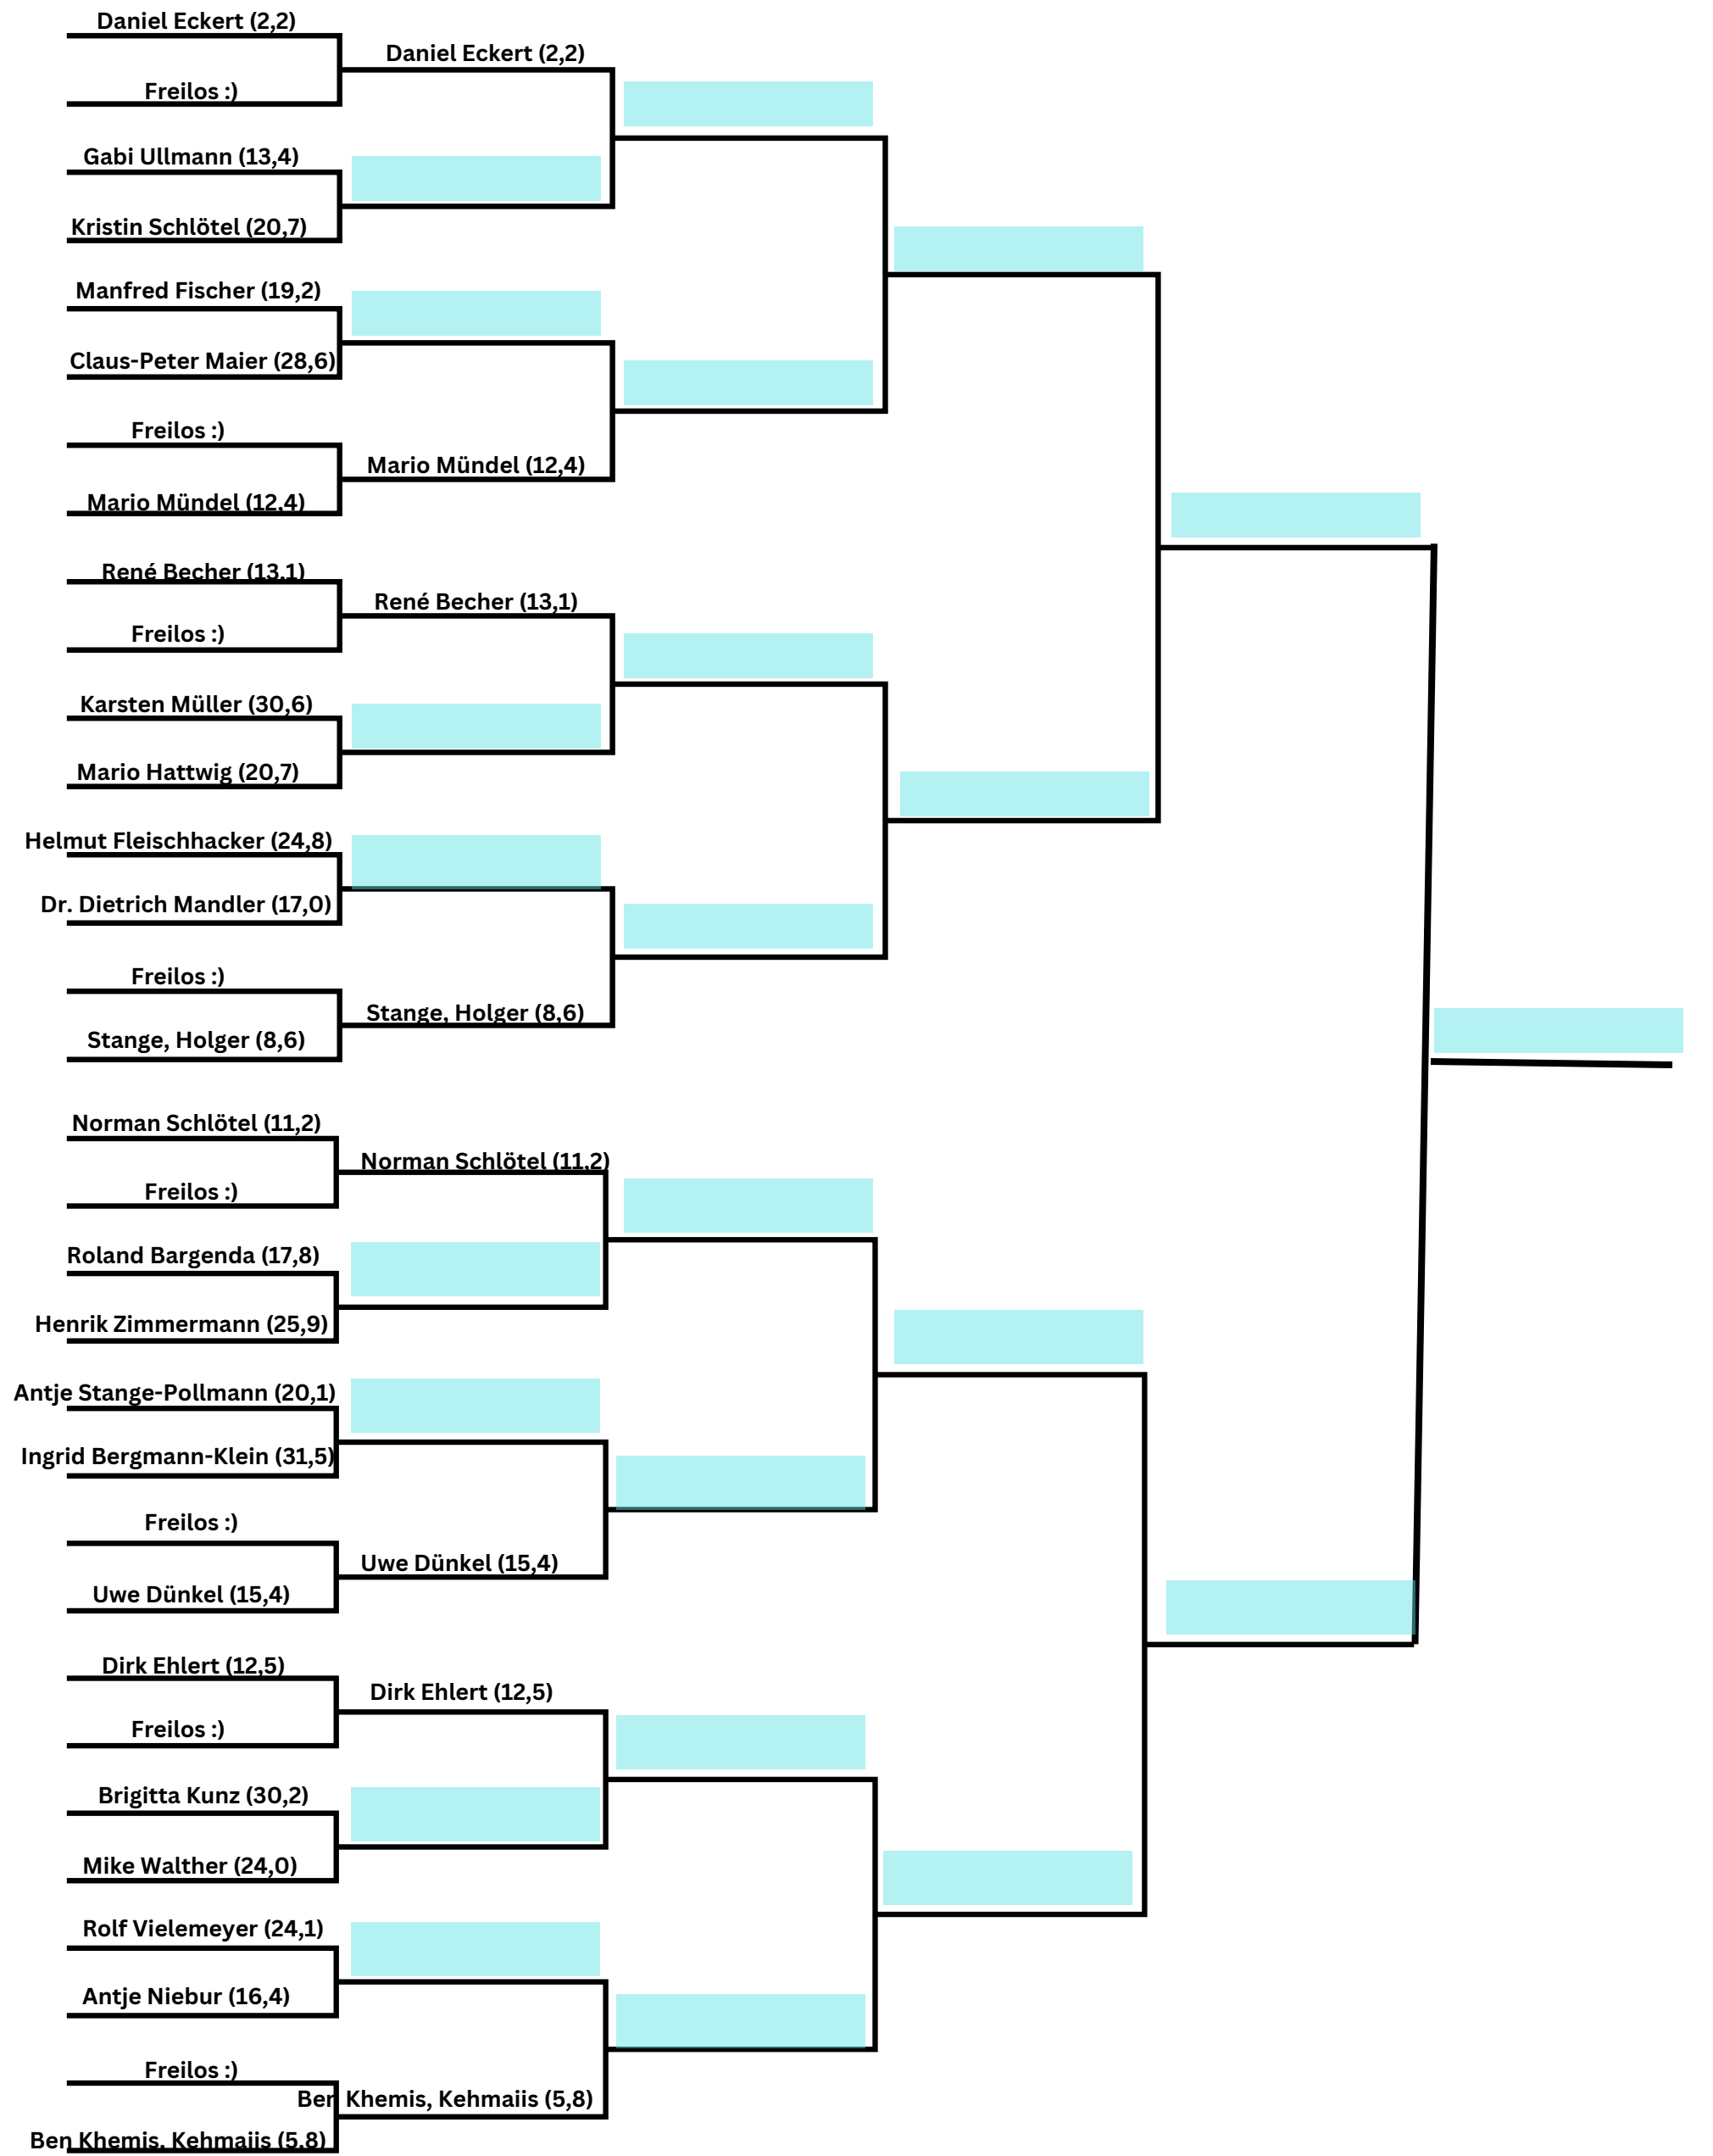 Daniel Eckert (2,2)
Daniel Eckert (2,2)
Freilos :)
Gabi Ullmann (13,4)
Kristin Schlötel (20,7)
Manfred Fischer (19,2)
Claus-Peter Maier (28,6)
Freilos :)
Mario Mündel (12,4)
Mario Mündel (12,4)
René Becher (13,1)
René Becher (13,1)
Freilos :)
Karsten Müller (30,6)
Mario Hattwig (20,7)
Helmut Fleischhacker (24,8)
Dr. Dietrich Mandler (17,0)
Freilos :)
Stange, Holger (8,6)
Stange, Holger (8,6)
Norman Schlötel (11,2)
Norman Schlötel (11,2)
Freilos :)
Roland Bargenda (17,8)
Henrik Zimmermann (25,9)
Antje Stange-Pollmann (20,1)
Ingrid Bergmann-Klein (31,5)
Freilos :)
Uwe Dünkel (15,4)
Uwe Dünkel (15,4)
Dirk Ehlert (12,5)
Dirk Ehlert (12,5)
Freilos :)
Brigitta Kunz (30,2)
Mike Walther (24,0)
Rolf Vielemeyer (24,1)
Antje Niebur (16,4)
Freilos :)
Ben Khemis, Kehmaiis (5,8)
Ben Khemis, Kehmaiis (5,8)